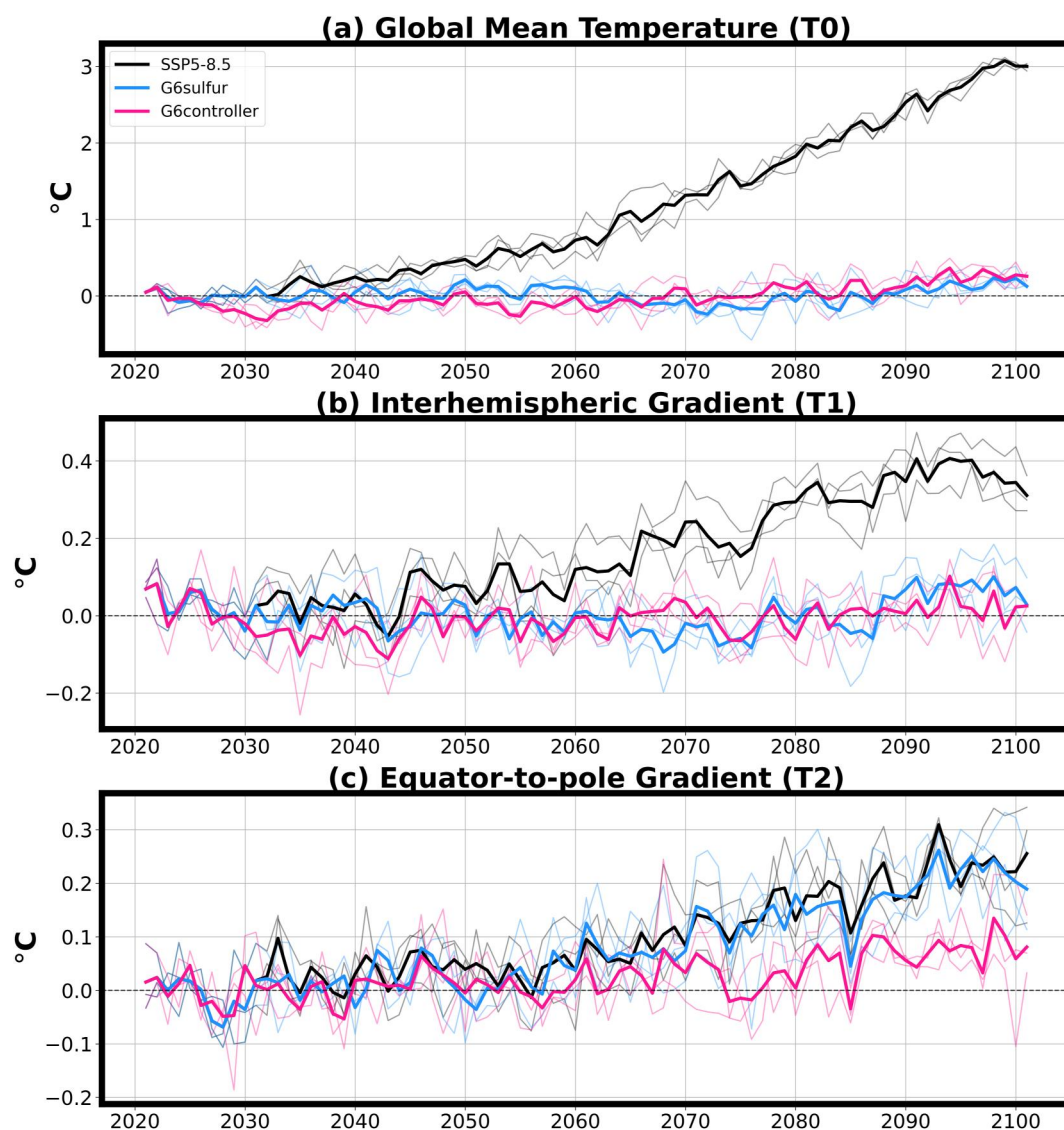 (a) Global Mean Temperature (T0)
SSP5-8.5
G6sulfur
G6controller
3
2
1
0
°C
2020 2030 2040 2050 2060 2070 2080 2090 2100
(b) Interhemispheric Gradient (T1)
0.4
0.2
0.0
−0.2
°C
2020 2030 2040 2050 2060 2070 2080 2090 2100
(c) Equator-to-pole Gradient (T2)
0.3
0.2
0.1
0.0
−0.1
−0.2
°C
2020 2030 2040 2050 2060 2070 2080 2090 2100